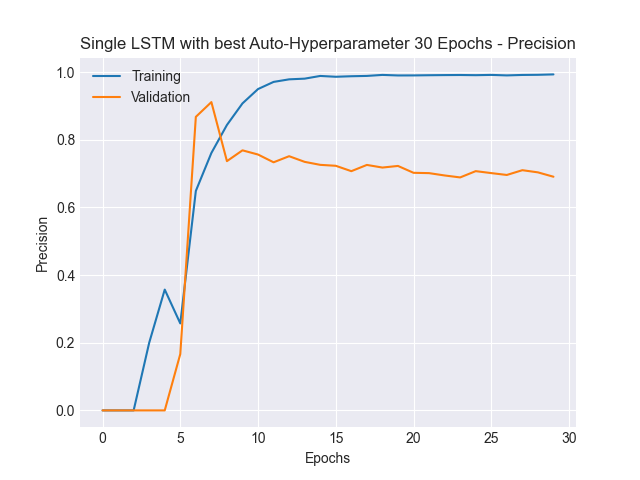 Single LSTM with best Auto-Hyperparameter 30 Epochs - Precision
Training
Validation
1.0
0.8
0.6
0.4
0.2
0.0
Precision
0 5 10 15 20 25 30
Epochs